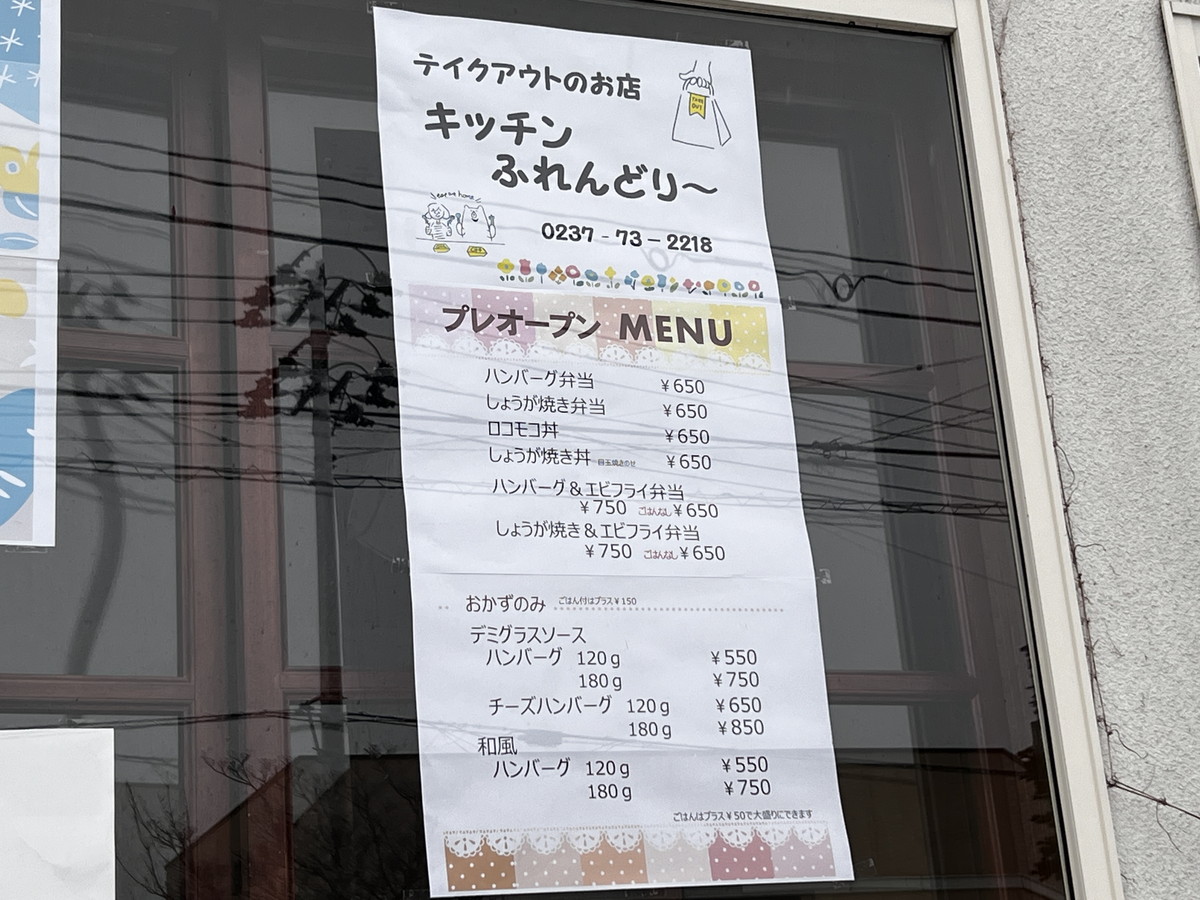 テイクアウトのお店
TAKE OUT
キッチン
ふれんどり～
0237-73-2218
プレオープン MENU
ハンバーグ弁当 ¥650
しょうが焼き弁当 ¥650
ロコモコ丼 ¥650
しょうが焼き丼 目玉焼きのせ ¥650
ハンバーグ＆エビフライ弁当
¥750 ごはんなし ¥650
しょうが焼き＆エビフライ弁当
¥750 ごはんなし ¥650
おかずのみ ごはん付はプラス¥150
デミグラスソース
ハンバーグ 120g ¥550
180g ¥750
チーズハンバーグ 120g ¥650
180g ¥850
和風
ハンバーグ 120g ¥550
180g ¥750
ごはんはプラス¥50で大盛りにできます